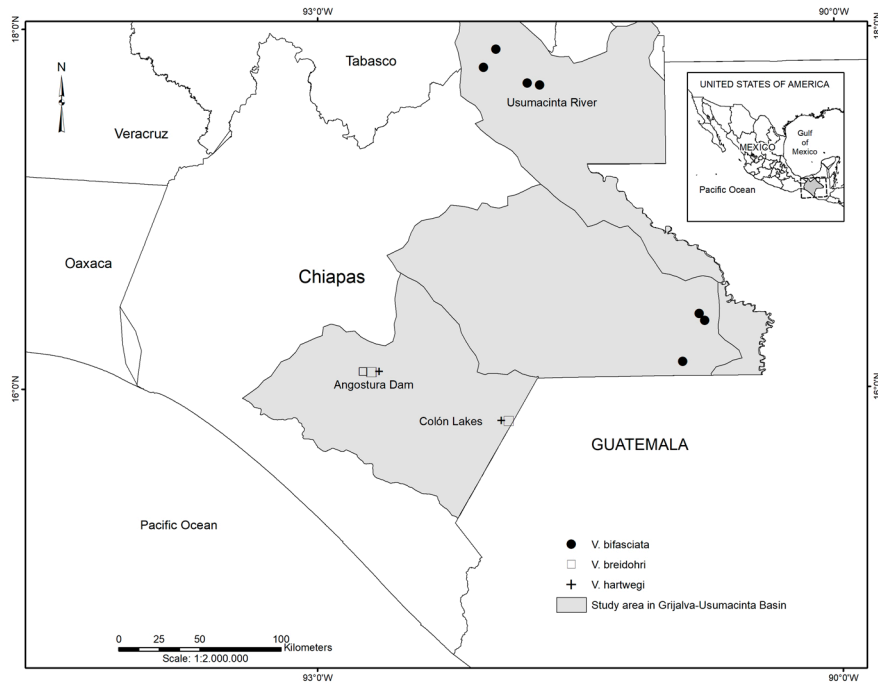 93°0'W
90°0'W
18°0'N
18°0'N
N
Tabasco
Usumacinta River
Veracruz
UNITED STATES OF AMERICA
Gulf
of
Mexico
MEXICO
Pacific Ocean
Oaxaca
Chiapas
Angostura Dam
16°0'N
16°0'N
Colón Lakes
GUATEMALA
Pacific Ocean
V. bifasciata
V. breidohri
V. hartwegi
Study area in Grijalva-Usumacinta Basin
0 25 50 100
Kilometers
Scale: 1:2.000.000
93°0'W
90°0'W